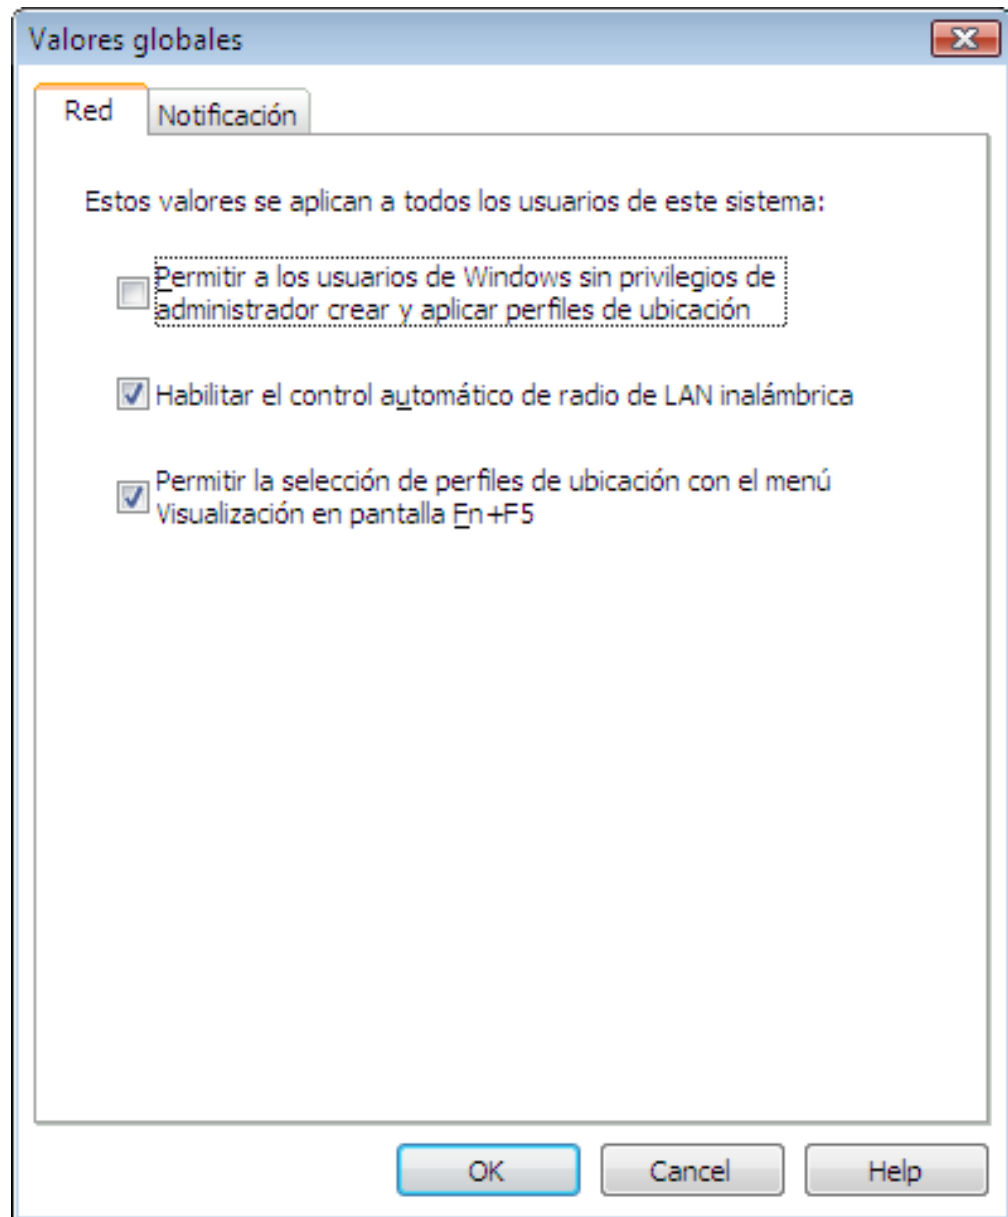 Valores globales
Red
Notificación
Estos valores se aplican a todos los usuarios de este sistema:
Permitir a los usuarios de Windows sin privilegios de
administrador crear y aplicar perfiles de ubicación
Habilitar el control automático de radio de LAN inalámbrica
Permitir la selección de perfiles de ubicación con el menú
Visualización en pantalla Fn+F5
OK
Cancel
Help